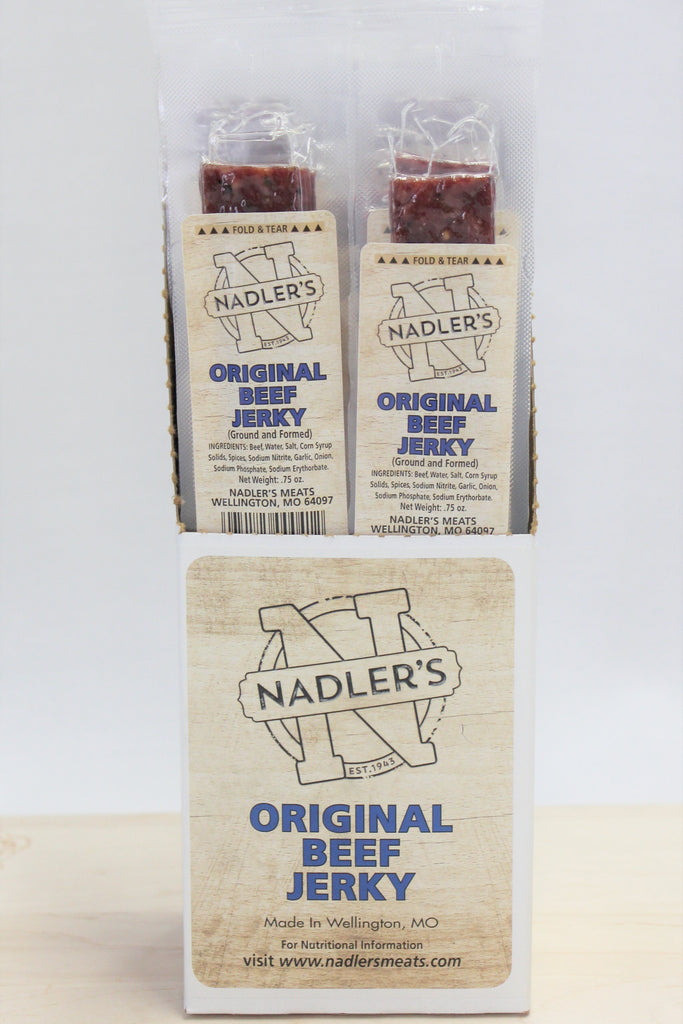 ▲▲▲ FOLD & TEAR ▲▲▲
N
NADLER'S
EST. 1943
ORIGINAL
BEEF
JERKY
(Ground and Formed)
INGREDIENTS: Beef, Water, Salt, Corn Syrup
Solids, Spices, Sodium Nitrite, Garlic, Onion,
Sodium Phosphate, Sodium Erythorbate.
Net Weight: .75 oz.
NADLER'S MEATS
WELLINGTON, MO 64097
▲▲▲ FOLD & TEAR ▲▲▲
N
NADLER'S
EST. 1943
ORIGINAL
BEEF
JERKY
(Ground and Formed)
INGREDIENTS: Beef, Water, Salt, Corn Syrup
Solids, Spices, Sodium Nitrite, Garlic, Onion,
Sodium Phosphate, Sodium Erythorbate.
Net Weight: .75 oz.
NADLER'S MEATS
WELLINGTON, MO 64097
N
NADLER'S
EST. 1943
ORIGINAL
BEEF
JERKY
Made In Wellington, MO
For Nutritional Information
visit www.nadlersmeats.com